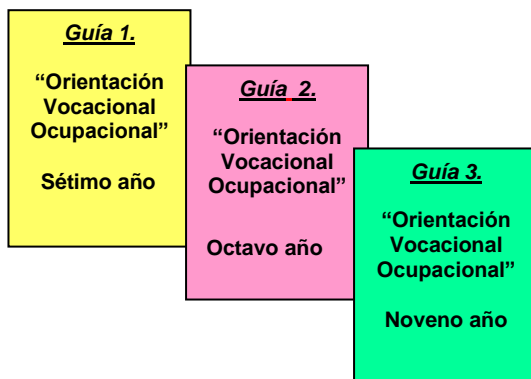 Guía 1.
“Orientación
Vocacional
Ocupacional”
Sétimo año
Guía 2.
“Orientación
Vocacional
Ocupacional”
Octavo año
Guía 3.
“Orientación
Vocacional
Ocupacional”
Noveno año